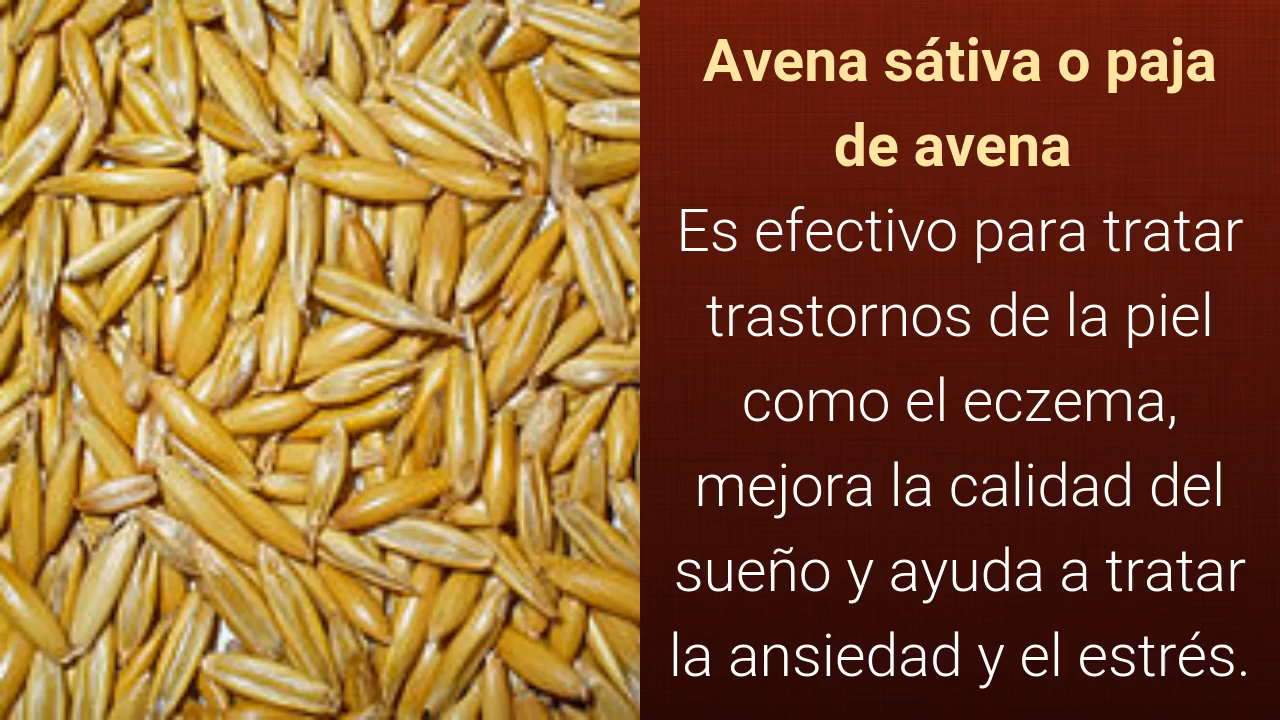 Avena sátiva o paja
de avena
Es efectivo para tratar
trastornos de la piel
como el eczema,
mejora la calidad del
sueño y ayuda a tratar
la ansiedad y el estrés.